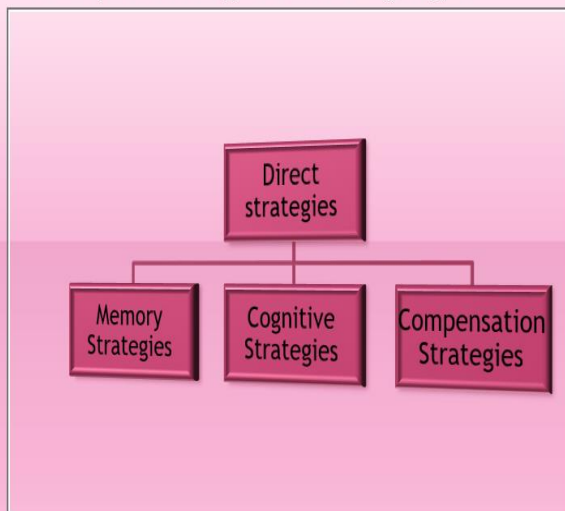 Direct
strategies
Memory
Strategies
Cognitive
Strategies
Compensation
Strategies